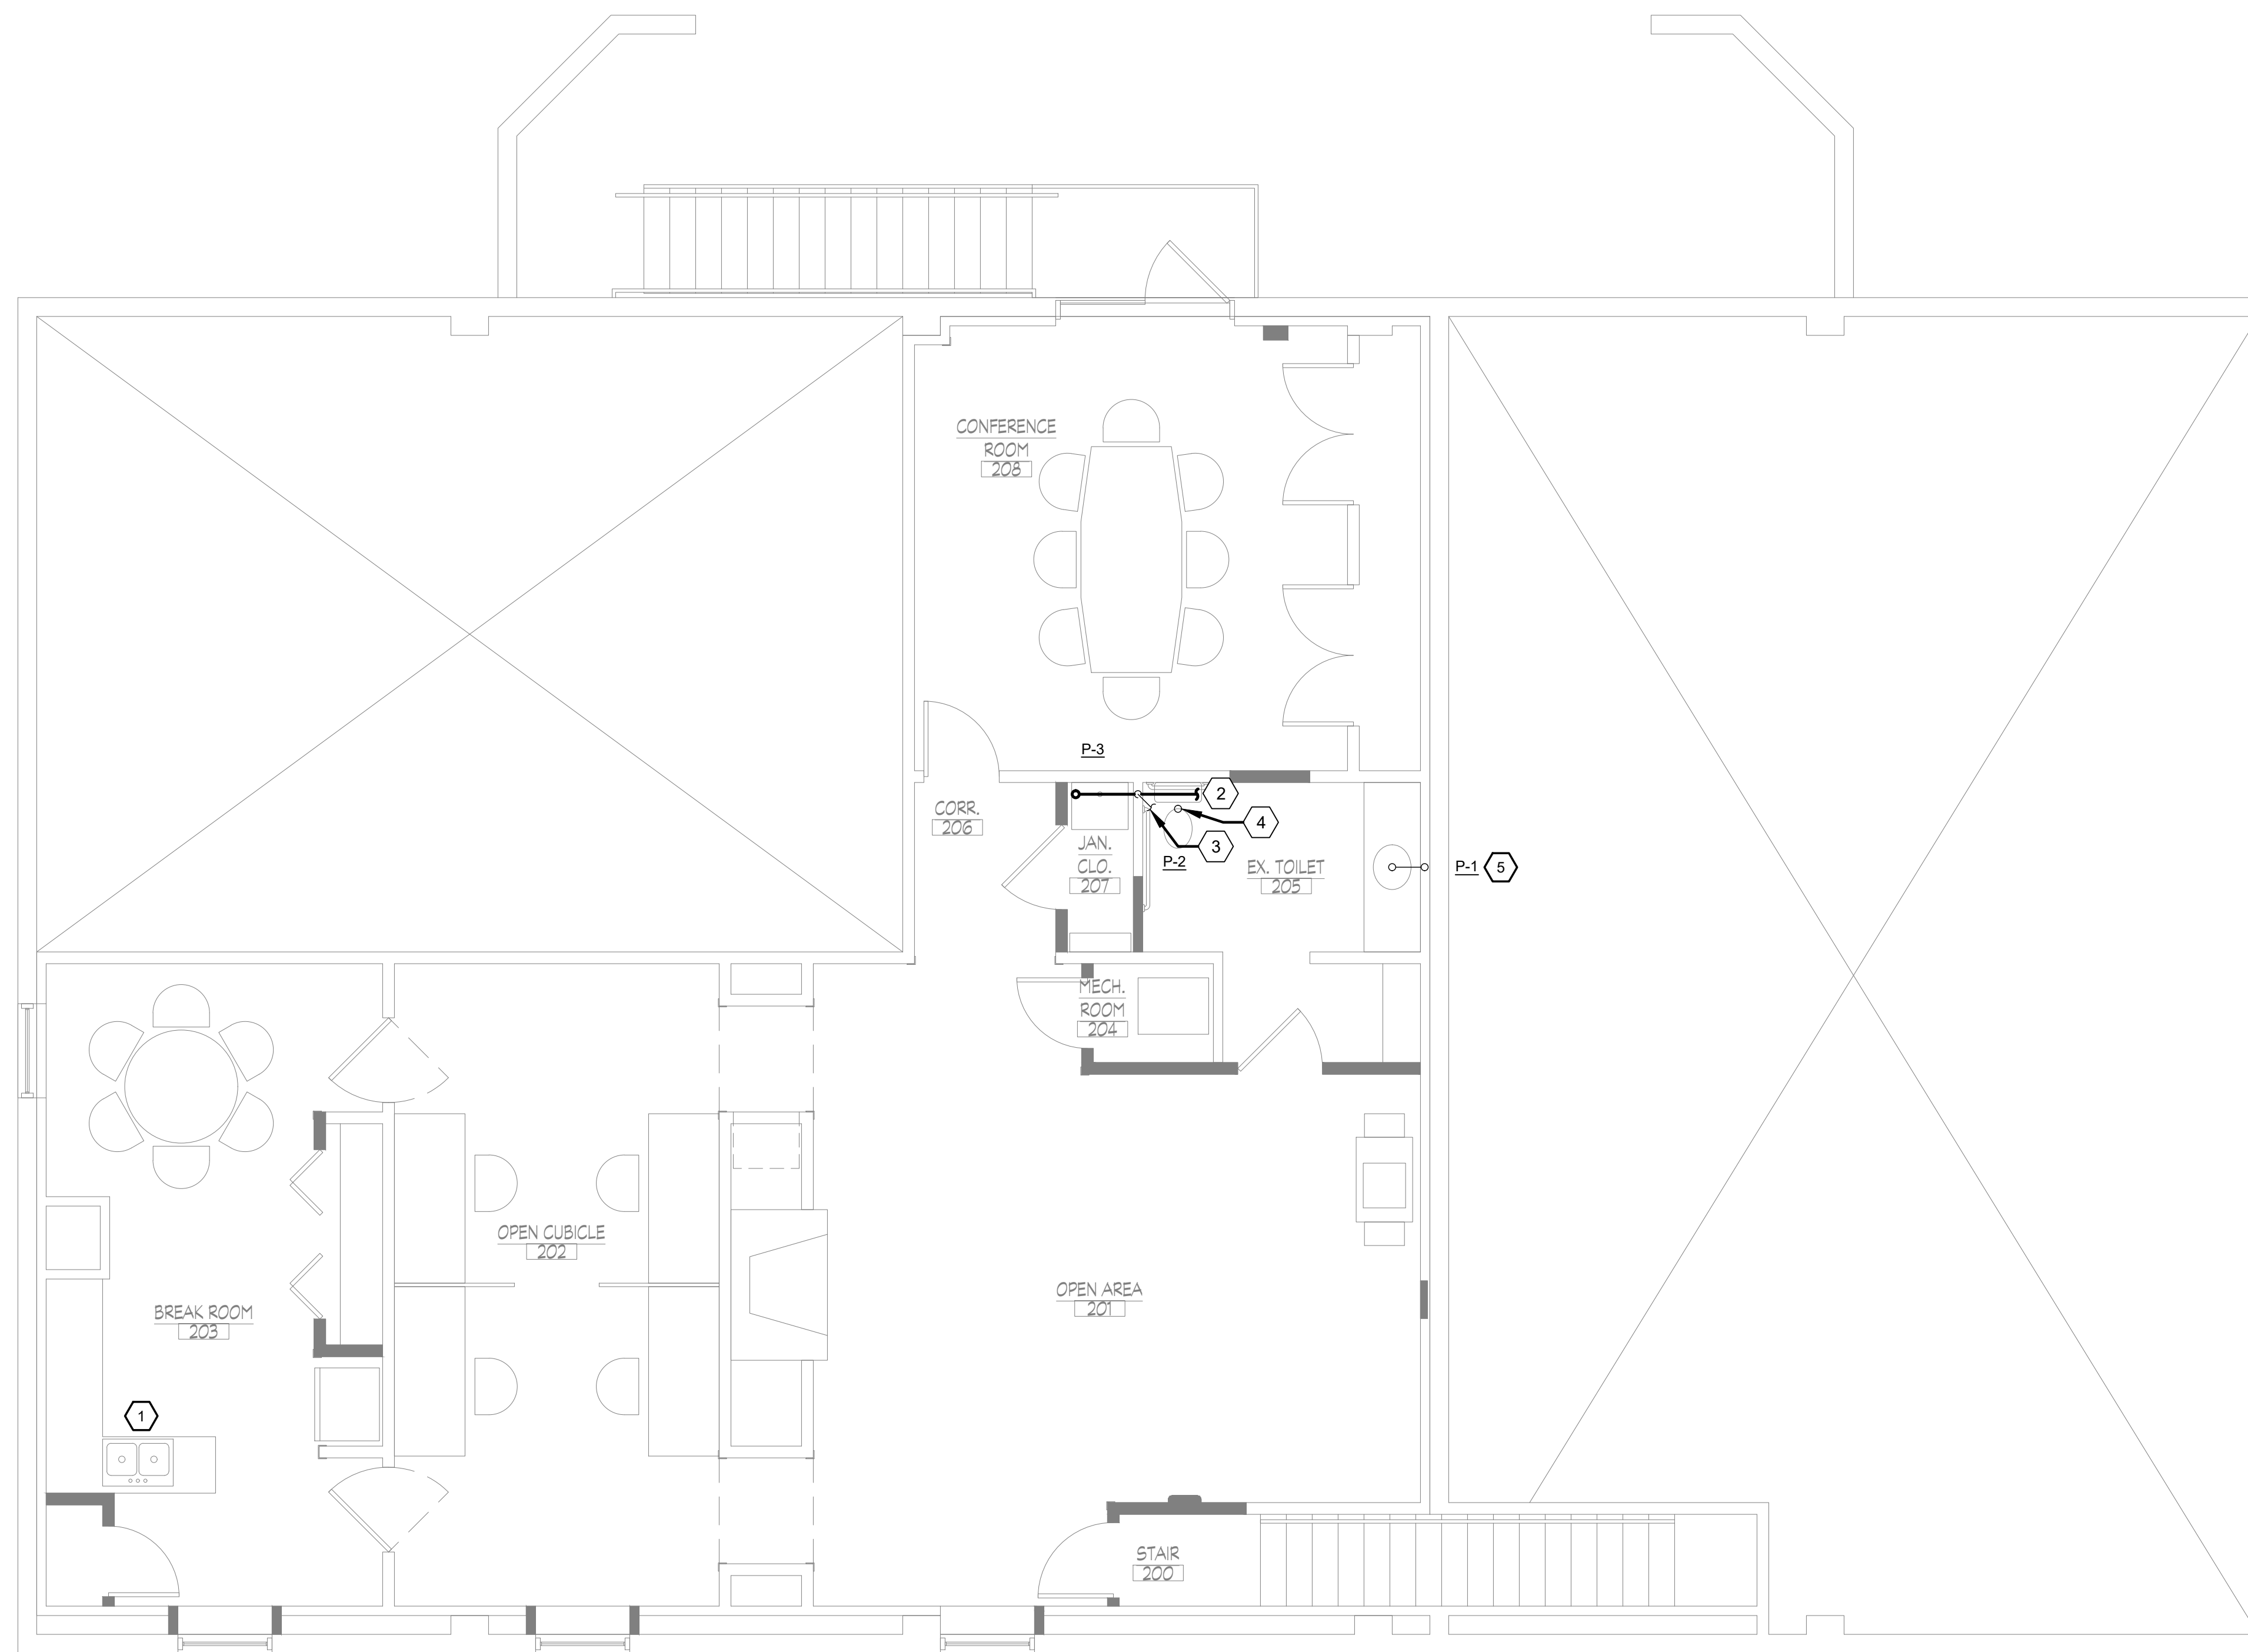 CONFERENCE
ROOM
208
P-3
2
CORR.
206
4
JAN.
CLO.
207
3
P-2
EX. TOILET
205
P-1 5
MECH.
ROOM
204
OPEN CUBICLE
202
OPEN AREA
201
BREAK ROOM
203
1
STAIR
200